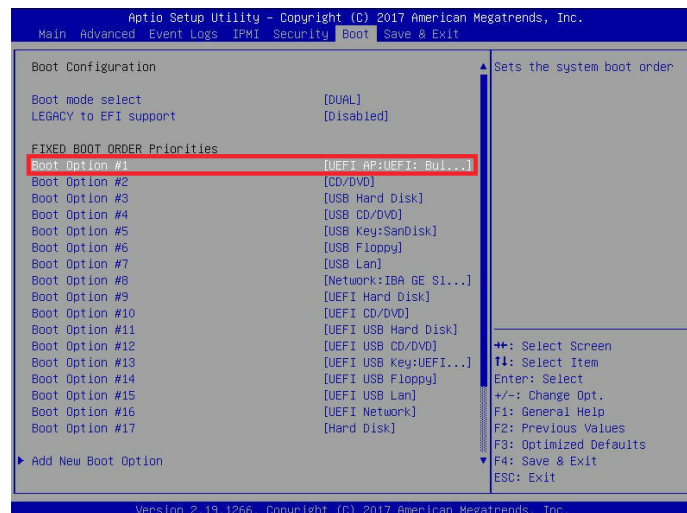 Aptio Setup Utility – Copyright (C) 2017 American Megatrends, Inc.
Main Advanced Event Logs IPMI Security Boot Save & Exit
Boot Configuration
Boot mode select [DUAL]
LEGACY to EFI support [Disabled]
FIXED BOOT ORDER Priorities
Boot Option #1 [UEFI AP:UEFI: Bui...]
Boot Option #2 [CD/DVD]
Boot Option #3 [USB Hard Disk]
Boot Option #4 [USB CD/DVD]
Boot Option #5 [USB Key:SanDisk]
Boot Option #6 [USB Floppy]
Boot Option #7 [USB Lan]
Boot Option #8 [Network:IBA GE Sl...]
Boot Option #9 [UEFI Hard Disk]
Boot Option #10 [UEFI CD/DVD]
Boot Option #11 [UEFI USB Hard Disk]
Boot Option #12 [UEFI USB CD/DVD]
Boot Option #13 [UEFI USB Key:UEFI...]
Boot Option #14 [UEFI USB Floppy]
Boot Option #15 [UEFI USB Lan]
Boot Option #16 [UEFI Network]
Boot Option #17 [Hard Disk]
Add New Boot Option
Sets the system boot order
→←: Select Screen
↑↓: Select Item
Enter: Select
+/-: Change Opt.
F1: General Help
F2: Previous Values
F3: Optimized Defaults
F4: Save & Exit
ESC: Exit
Version 2.19.1266. Copyright (C) 2017 American Megatrends, Inc.